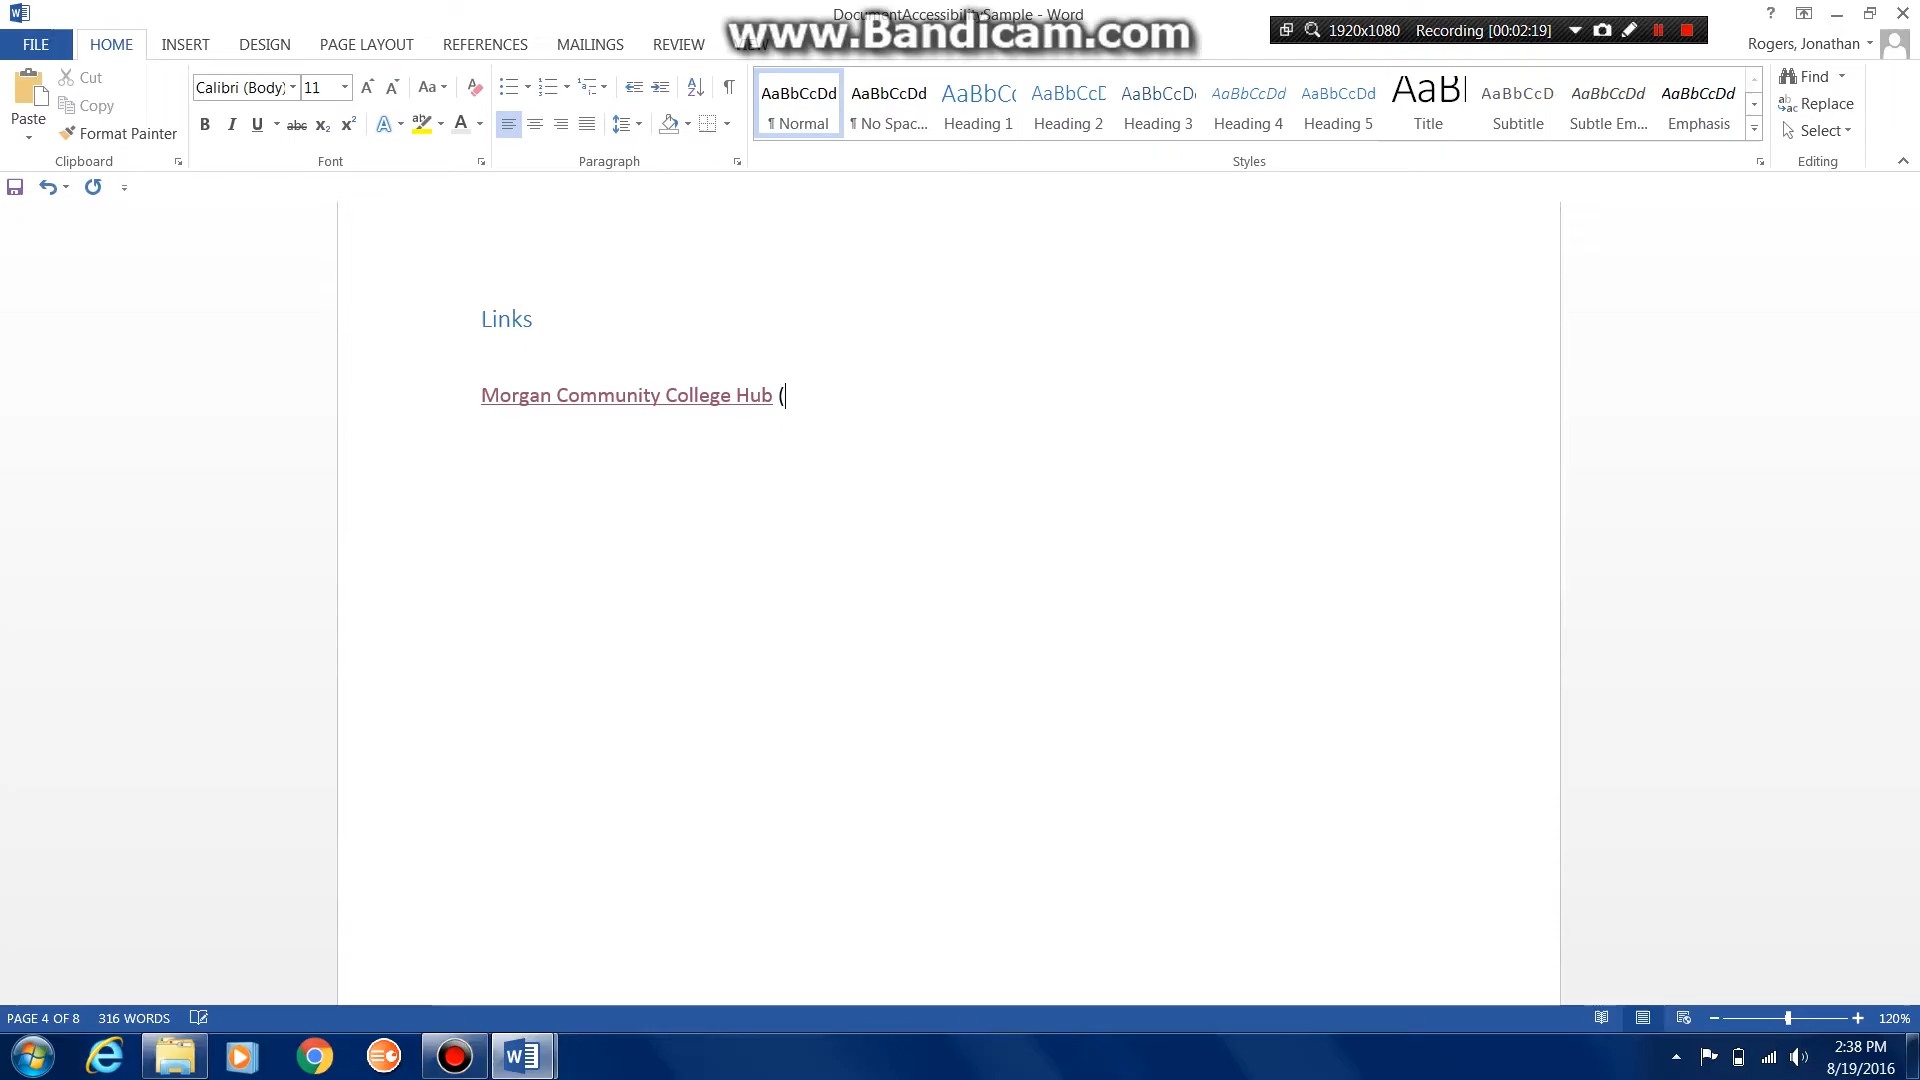 DocumentAccessibilitySample - Word
www.Bandicam.com
1920x1080 Recording [00:02:19]
FILE HOME INSERT DESIGN PAGE LAYOUT REFERENCES MAILINGS REVIEW
Rogers, Jonathan
Cut
Copy
Format Painter
Paste
Clipboard
Calibri (Body) 11
Font
Paragraph
AaBbCcDd AaBbCcDd AaBbCc AaBbCcD AaBbCcDd AaBbCcDd AaBbCcDd AaB AaBbCcD AaBbCcDd AaBbCcDd
¶ Normal ¶ No Spac... Heading 1 Heading 2 Heading 3 Heading 4 Heading 5 Title Subtitle Subtle Em... Emphasis
Styles
Find
Replace
Select
Editing
Links
Morgan Community College Hub (
PAGE 4 OF 8 316 WORDS
120%
2:38 PM
8/19/2016